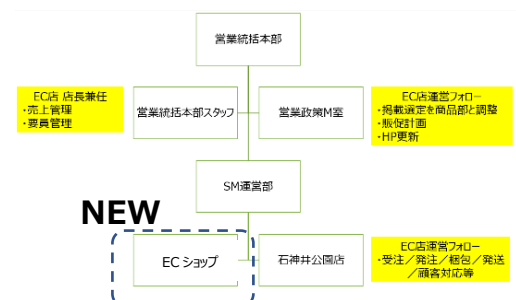 営業統括本部
EC店 店長兼任
・売上管理
・要員管理
営業統括本部スタッフ
営業政策M室
EC店運営フォロー
・掲載選定を商品部と調整
・販促計画
・HP更新
SM運営部
NEW
EC ショップ
石神井公園店
EC店運営フォロー
・受注／発注／梱包／発送
／顧客対応等